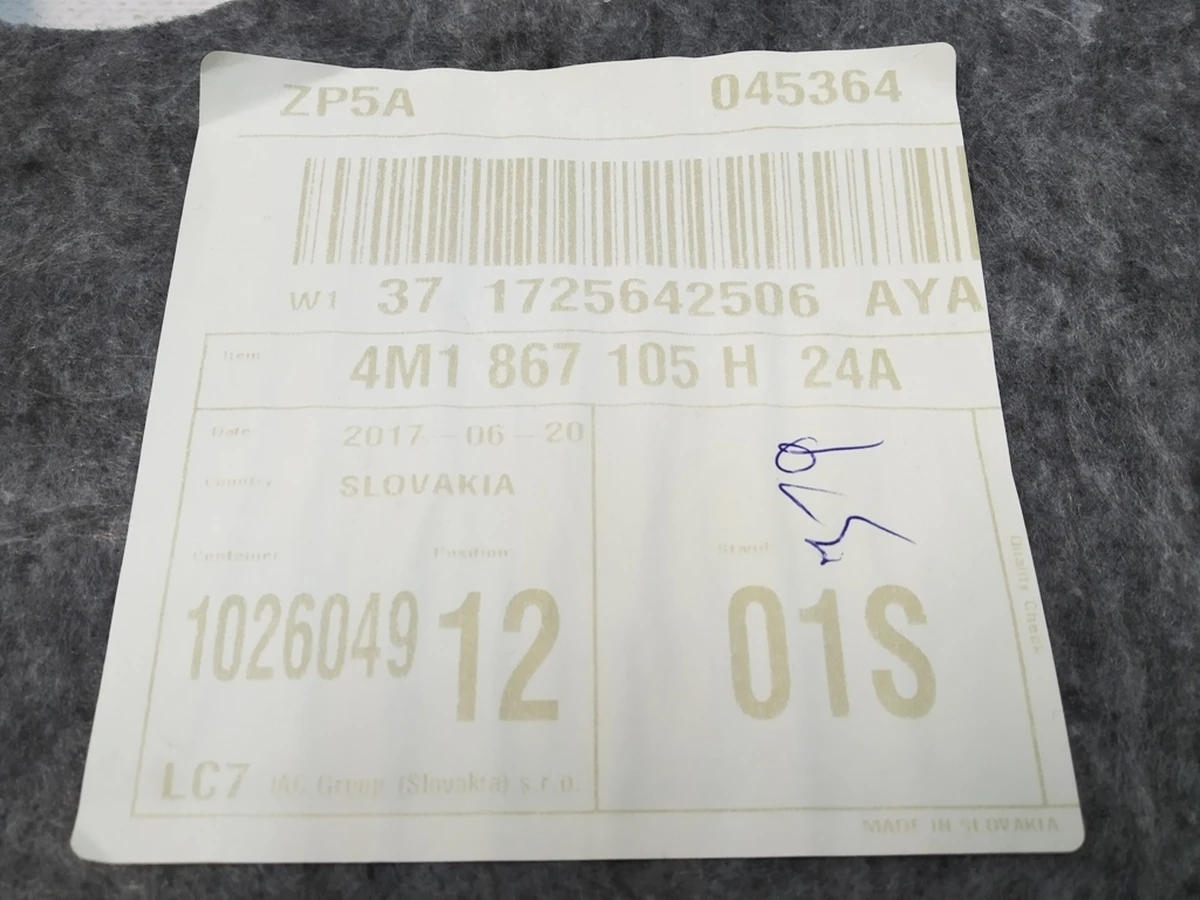 ZP5A 045364
W1 37 1725642506 AYA
Item 4M1 867 105 H 24A
Date 2017-06-20
Country SLOVAKIA
Container Position Stand
1026049 12 01S
Quality Check
LC7 IAC Group (Slovakia) s.r.o.
MADE IN SLOVAKIA